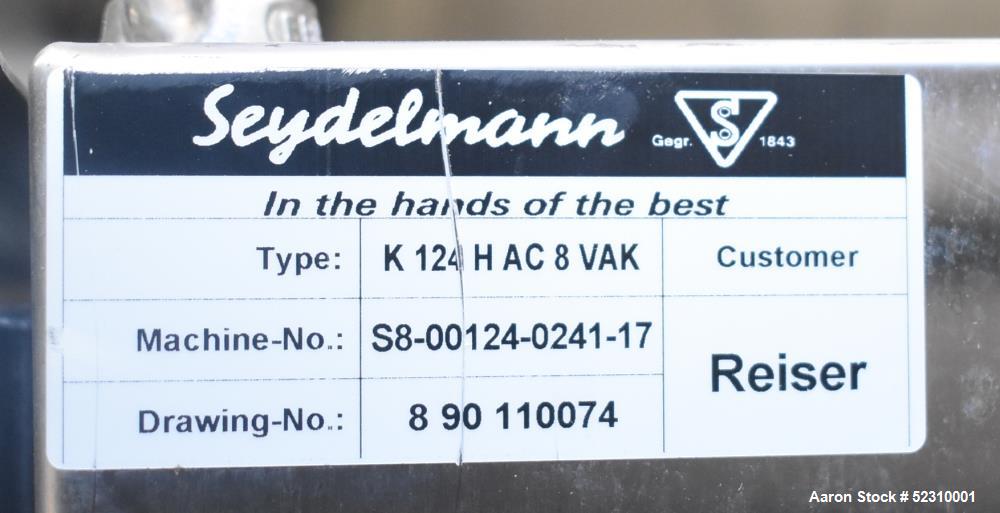 Seydelmann
Gegr. S 1843
In the hands of the best
Type: K 124 H AC 8 VAK Customer
Machine-No.: S8-00124-0241-17
Reiser
Drawing-No.: 8 90 110074
Aaron Stock # 52310001